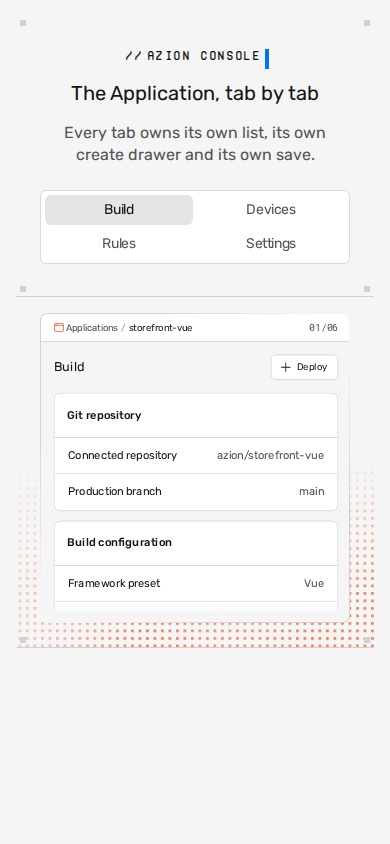 // AZION CONSOLE
The Application, tab by tab
Every tab owns its own list, its own
create drawer and its own save.
Build
Devices
Rules
Settings
Applications / storefront-vue
01/06
Build
+ Deploy
Git repository
Connected repository
azion/storefront-vue
Production branch
main
Build configuration
Framework preset
Vue